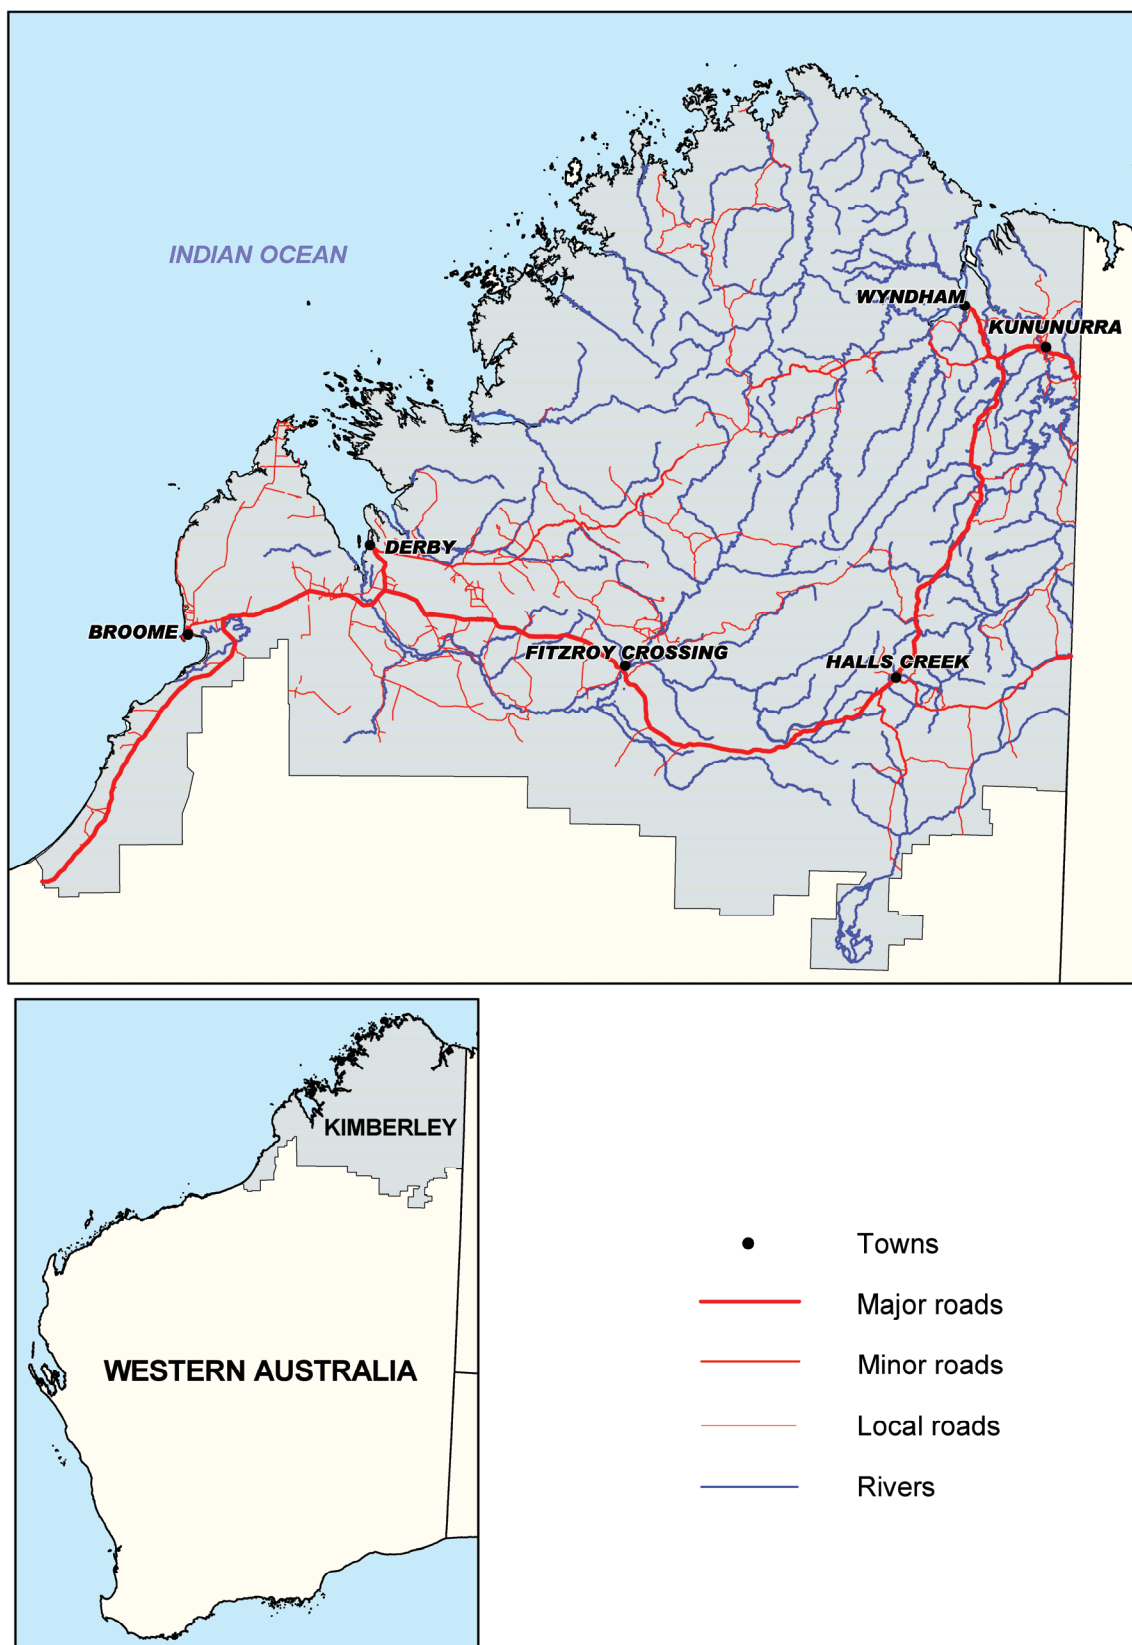 INDIAN OCEAN
WYNDHAM
KUNUNURRA
DERBY
BROOME
FITZROY CROSSING
HALLS CREEK
KIMBERLEY
WESTERN AUSTRALIA
Towns
Major roads
Minor roads
Local roads
Rivers